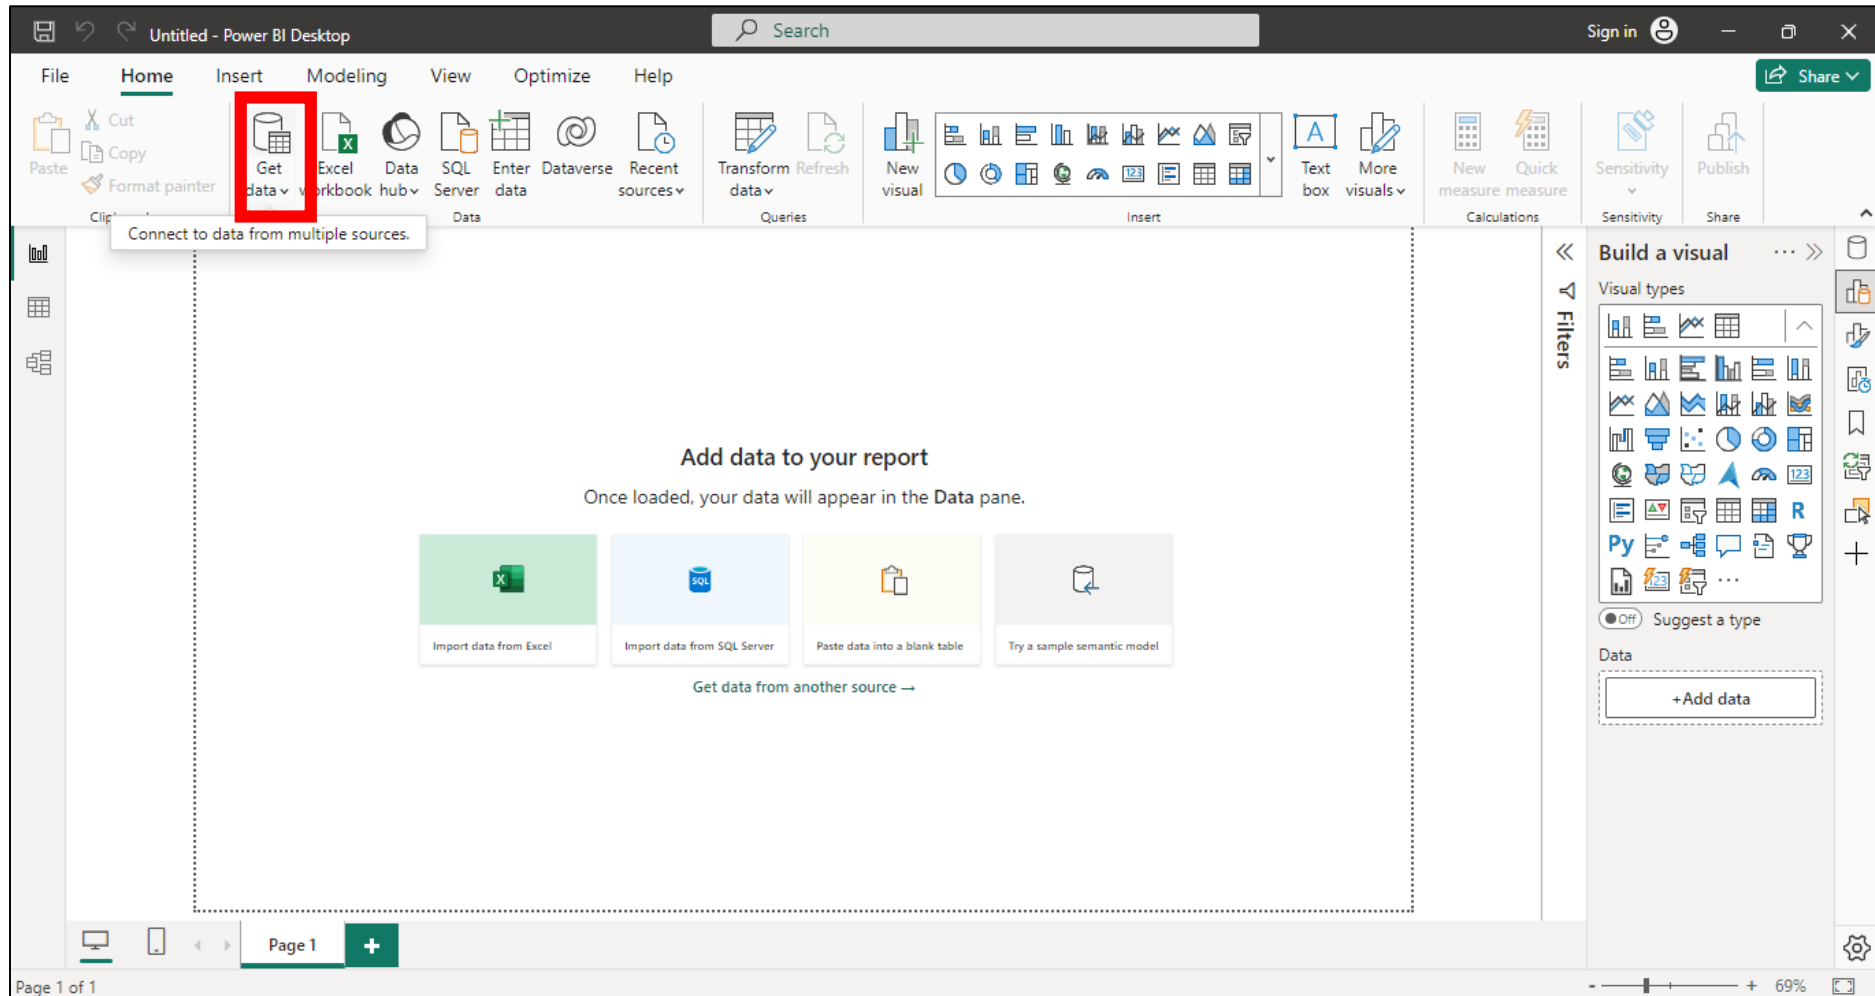 Untitled - Power BI Desktop
Search
Sign in
File Home Insert Modeling View Optimize Help
Share
Paste
Cut
Copy
Format painter
Get data
Excel
Data hub
SQL Server
Enter data
Dataverse
Recent sources
Data
Transform data
Refresh
Queries
New visual
123
Insert
A
Text box
More visuals
New measure
Quick measure
Calculations
Sensitivity
Sensitivity
Publish
Share
Connect to data from multiple sources.
Add data to your report
Once loaded, your data will appear in the Data pane.
SQL
Import data from Excel
Import data from SQL Server
Paste data into a blank table
Try a sample semantic model
Get data from another source →
Filters
Build a visual
Visual types
123
R
Py
123
Off Suggest a type
Data
+Add data
Page 1
+
Page 1 of 1
- + 69%